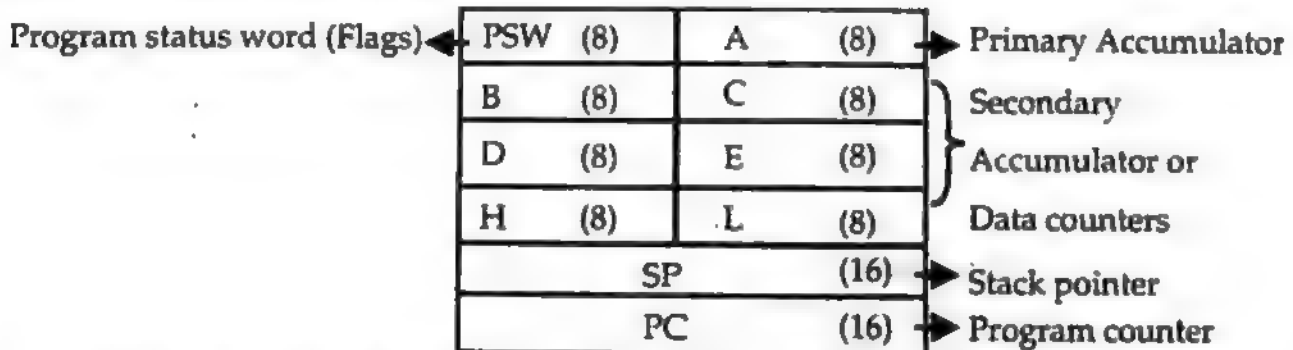 Program status word (Flags) PSW (8) A (8) Primary Accumulator
B (8) C (8) Secondary
D (8) E (8) Accumulator or
H (8) L (8) Data counters
SP (16) Stack pointer
PC (16) Program counter